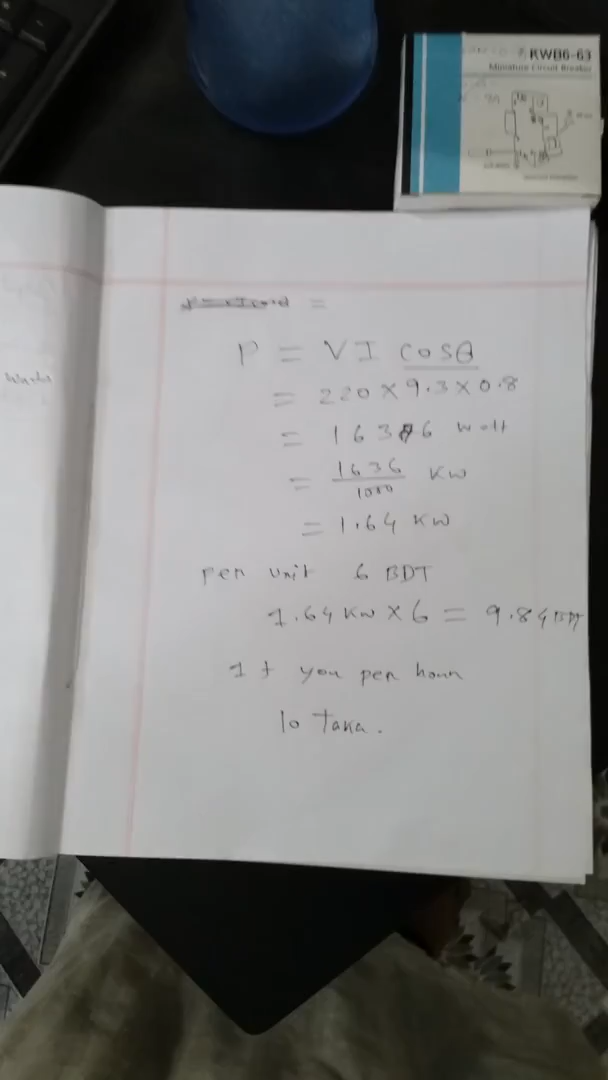 KWB6-63
Miniature Circuit Breaker
=
P = VI cosθ
= 220 × 9.3 × 0.8
= 1636 watt
= 1636/1000 KW
= 1.64 KW
per unit 6 BDT
1.64 KW × 6 = 9.84 BDT
If you per hour
10 Taka.